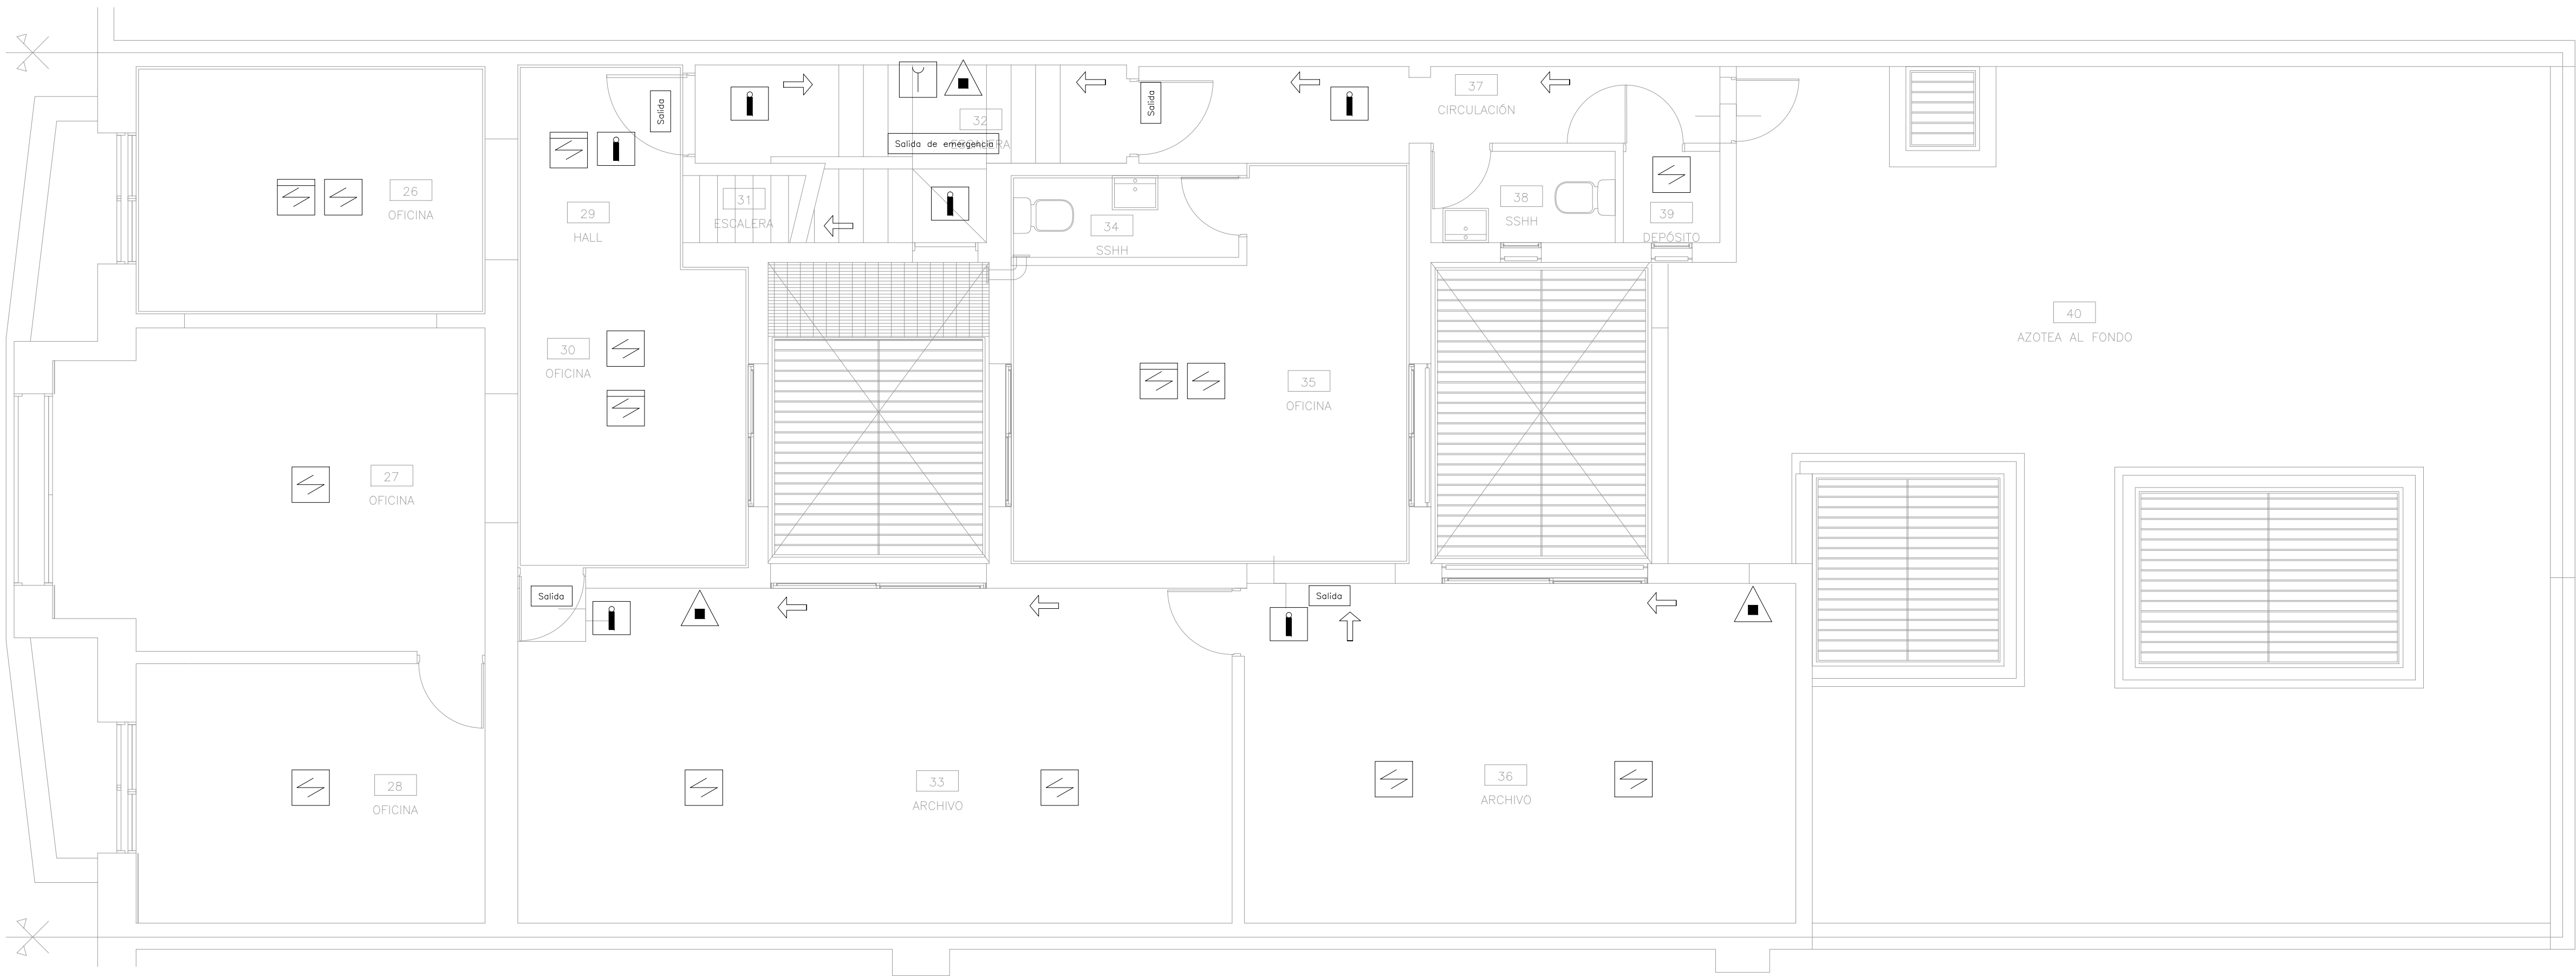 26
OFICINA
27
OFICINA
28
OFICINA
29
HALL
Salida
30
OFICINA
31
ESCALERA
32
ESCALERA
Salida de emergencia
Salida
33
ARCHIVO
Salida
34
SSHH
35
OFICINA
36
ARCHIVO
Salida
37
CIRCULACIÓN
38
SSHH
39
DEPÓSITO
40
AZOTEA AL FONDO